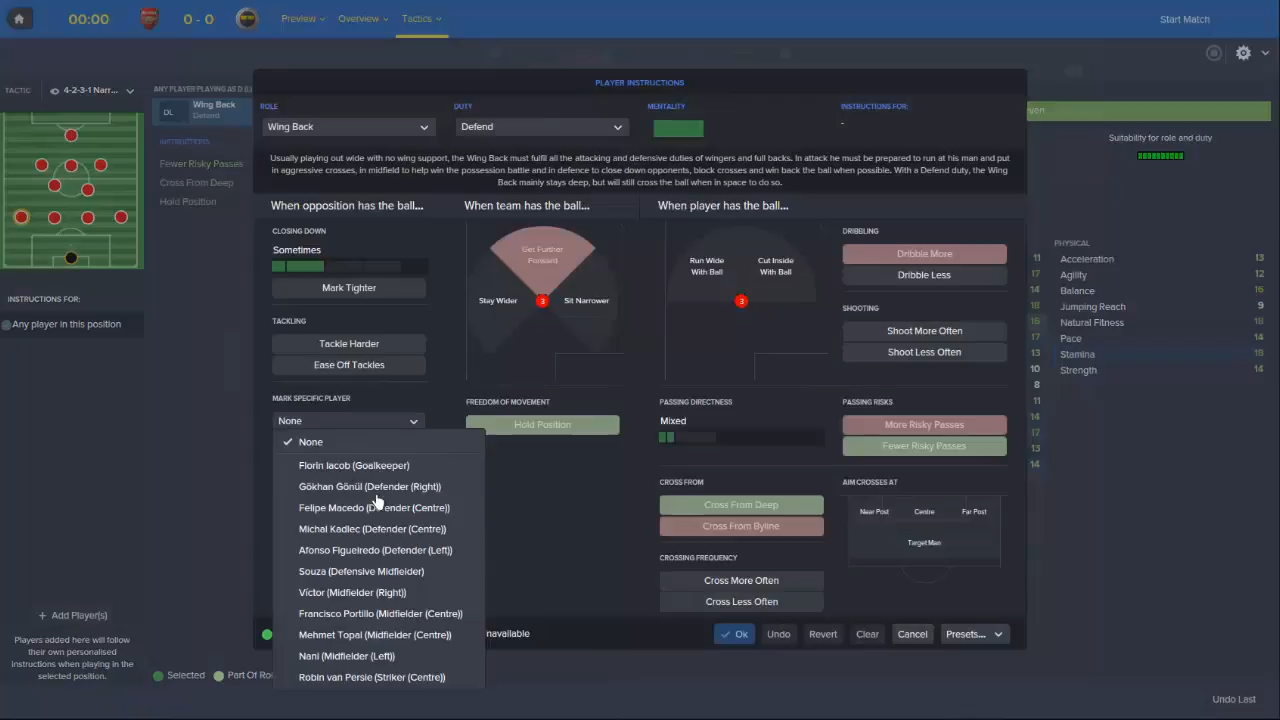 00:00
0 - 0
Preview
Overview
Tactics
Start Match
TACTIC
4-2-3-1 Narr...
ANY PLAYER PLAYING AS D (L)
DL
Wing Back
Defend
INSTRUCTIONS
Fewer Risky Passes
Cross From Deep
Hold Position
INSTRUCTIONS FOR:
Any player in this position
+ Add Player(s)
Players added here will follow
their own personalised
instructions when playing in the
selected position.
Selected
Part Of Ro
PLAYER INSTRUCTIONS
ROLE
DUTY
MENTALITY
INSTRUCTIONS FOR:
Wing Back
Defend
-
Usually playing out wide with no wing support, the Wing Back must fulfil all the attacking and defensive duties of wingers and full backs. In attack he must be prepared to run at his man and put
in aggressive crosses, in midfield to help win the possession battle and in defence to close down opponents, block crosses and win back the ball when possible. With a Defend duty, the Wing
Back mainly stays deep, but will still cross the ball when in space to do so.
When opposition has the ball...
When team has the ball...
When player has the ball...
CLOSING DOWN
Sometimes
Mark Tighter
TACKLING
Tackle Harder
Ease Off Tackles
MARK SPECIFIC PLAYER
None
None
Florin Iacob (Goalkeeper)
Gökhan Gönül (Defender (Right))
Felipe Macedo (Defender (Centre))
Michal Kadlec (Defender (Centre))
Afonso Figueiredo (Defender (Left))
Souza (Defensive Midfielder)
Víctor (Midfielder (Right))
Francisco Portillo (Midfielder (Centre))
Mehmet Topal (Midfielder (Centre))
Nani (Midfielder (Left))
Robin van Persie (Striker (Centre))
Get Further
Forward
Stay Wider
3
Sit Narrower
FREEDOM OF MOVEMENT
Hold Position
Run Wide
With Ball
Cut Inside
With Ball
3
PASSING DIRECTNESS
Mixed
CROSS FROM
Cross From Deep
Cross From Byline
CROSSING FREQUENCY
Cross More Often
Cross Less Often
DRIBBLING
Dribble More
Dribble Less
SHOOTING
Shoot More Often
Shoot Less Often
PASSING RISKS
More Risky Passes
Fewer Risky Passes
AIM CROSSES AT
Near Post
Centre
Far Post
Target Man
navailable
Ok
Undo
Revert
Clear
Cancel
Presets...
Suitability for role and duty
PHYSICAL
11 Acceleration 13
17 Agility 12
14 Balance 16
18 Jumping Reach 9
16 Natural Fitness 18
17 Pace 14
13 Stamina 18
10 Strength 14
8
11
14
17
13
14
Undo Last